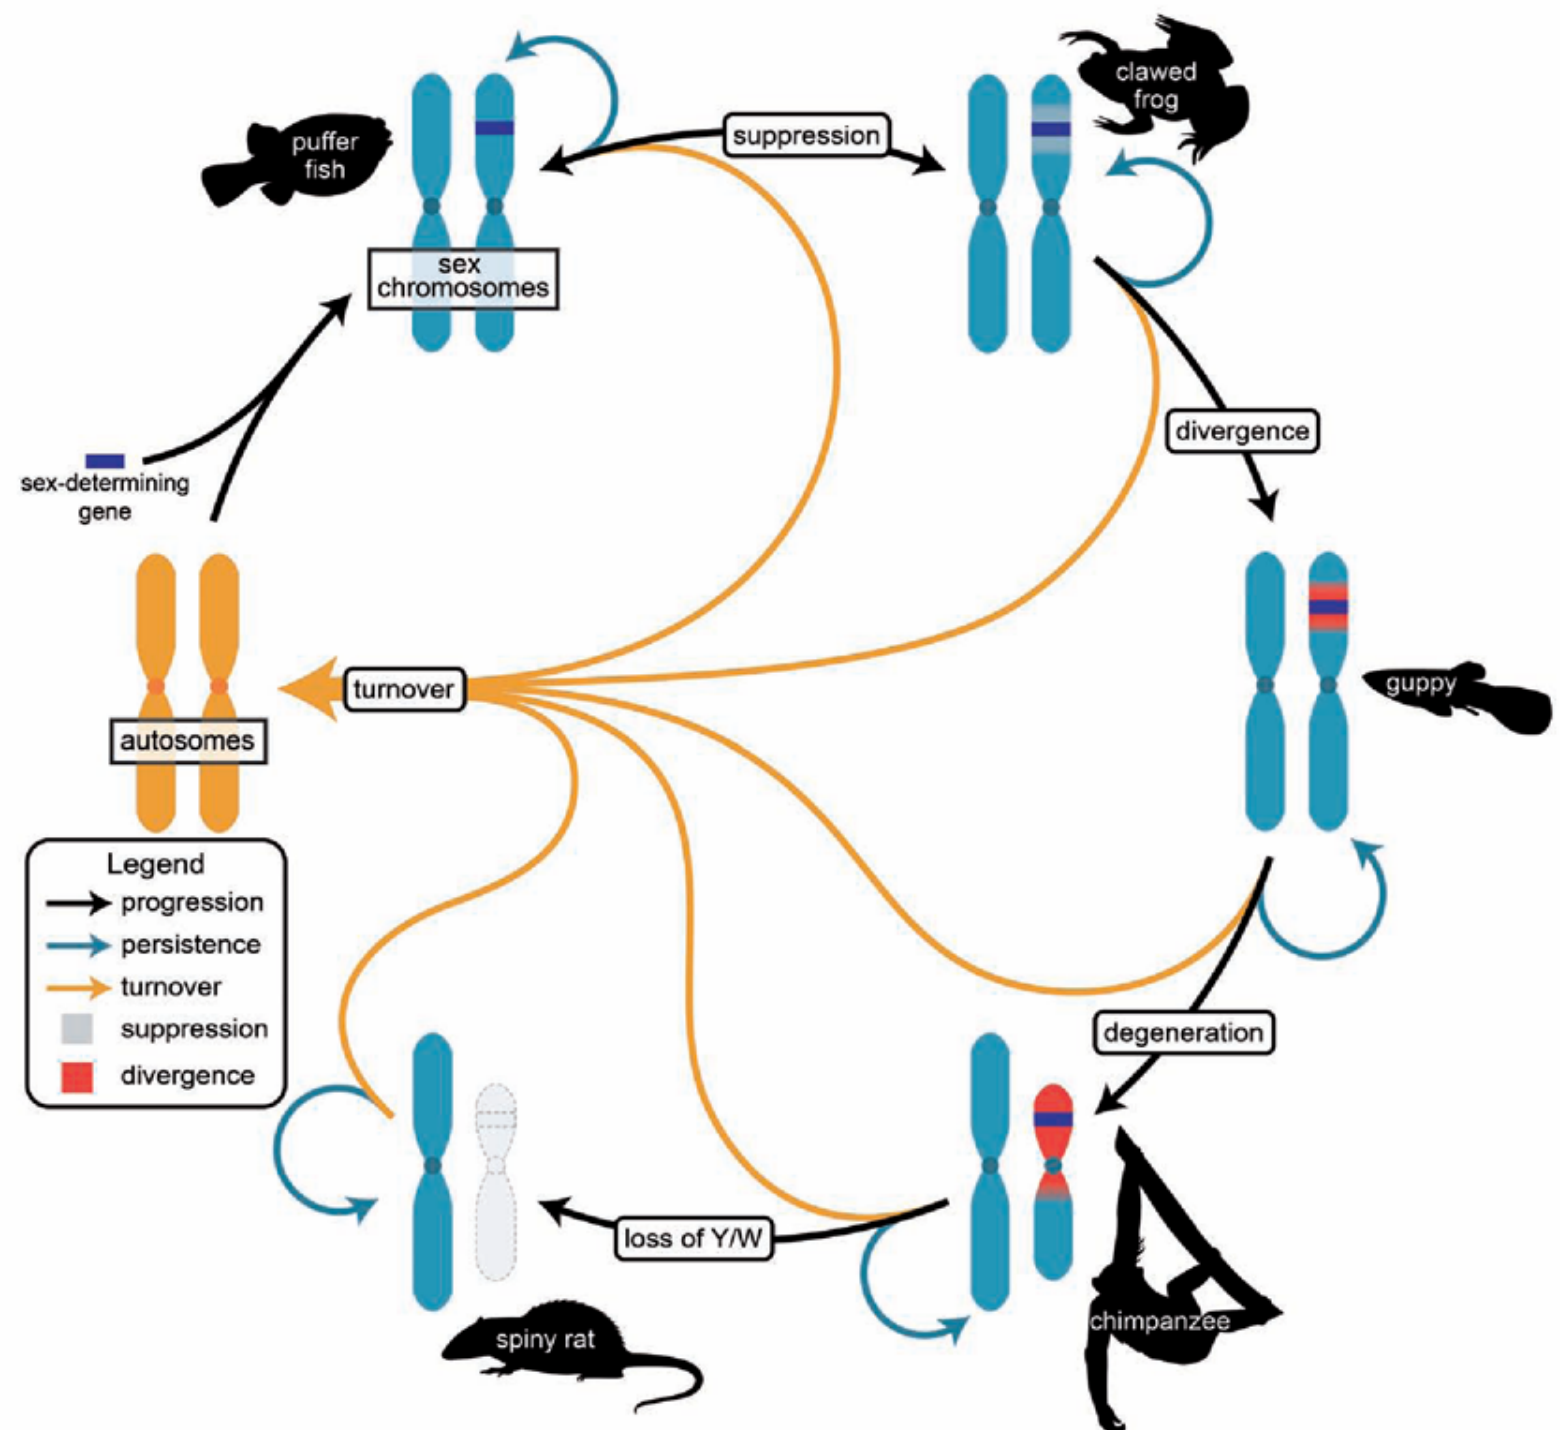 puffer
fish
suppression
clawed
frog
sex
chromosomes
divergence
sex-determining
gene
guppy
turnover
autosomes
Legend
progression
persistence
turnover
suppression
divergence
degeneration
loss of Y/W
chimpanzee
spiny rat